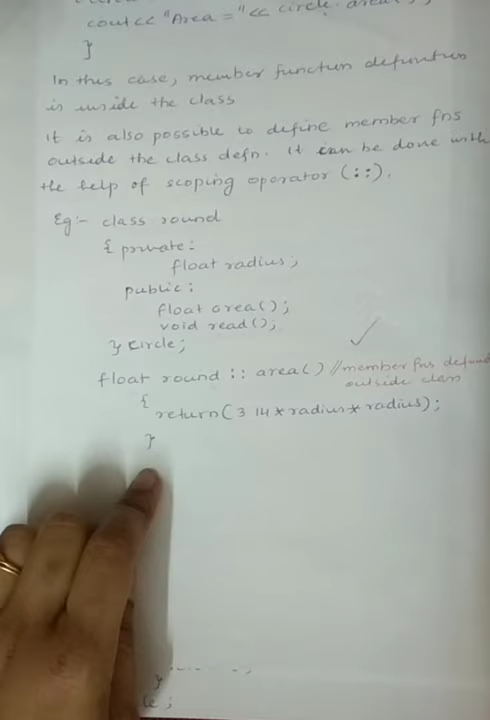 cout << "Area =" << circle. area( ) ;
}
In this case, member function definition
is inside the class
It is also possible to define member fns
outside the class defn. It can be done with
the help of scoping operator (::).
Eg:- class round
{ private:
float radius;
public:
float area();
void read();
} circle;
float round :: area() //member fns defined
outside class
{
return(3 14 * radius * radius);
}
}
;